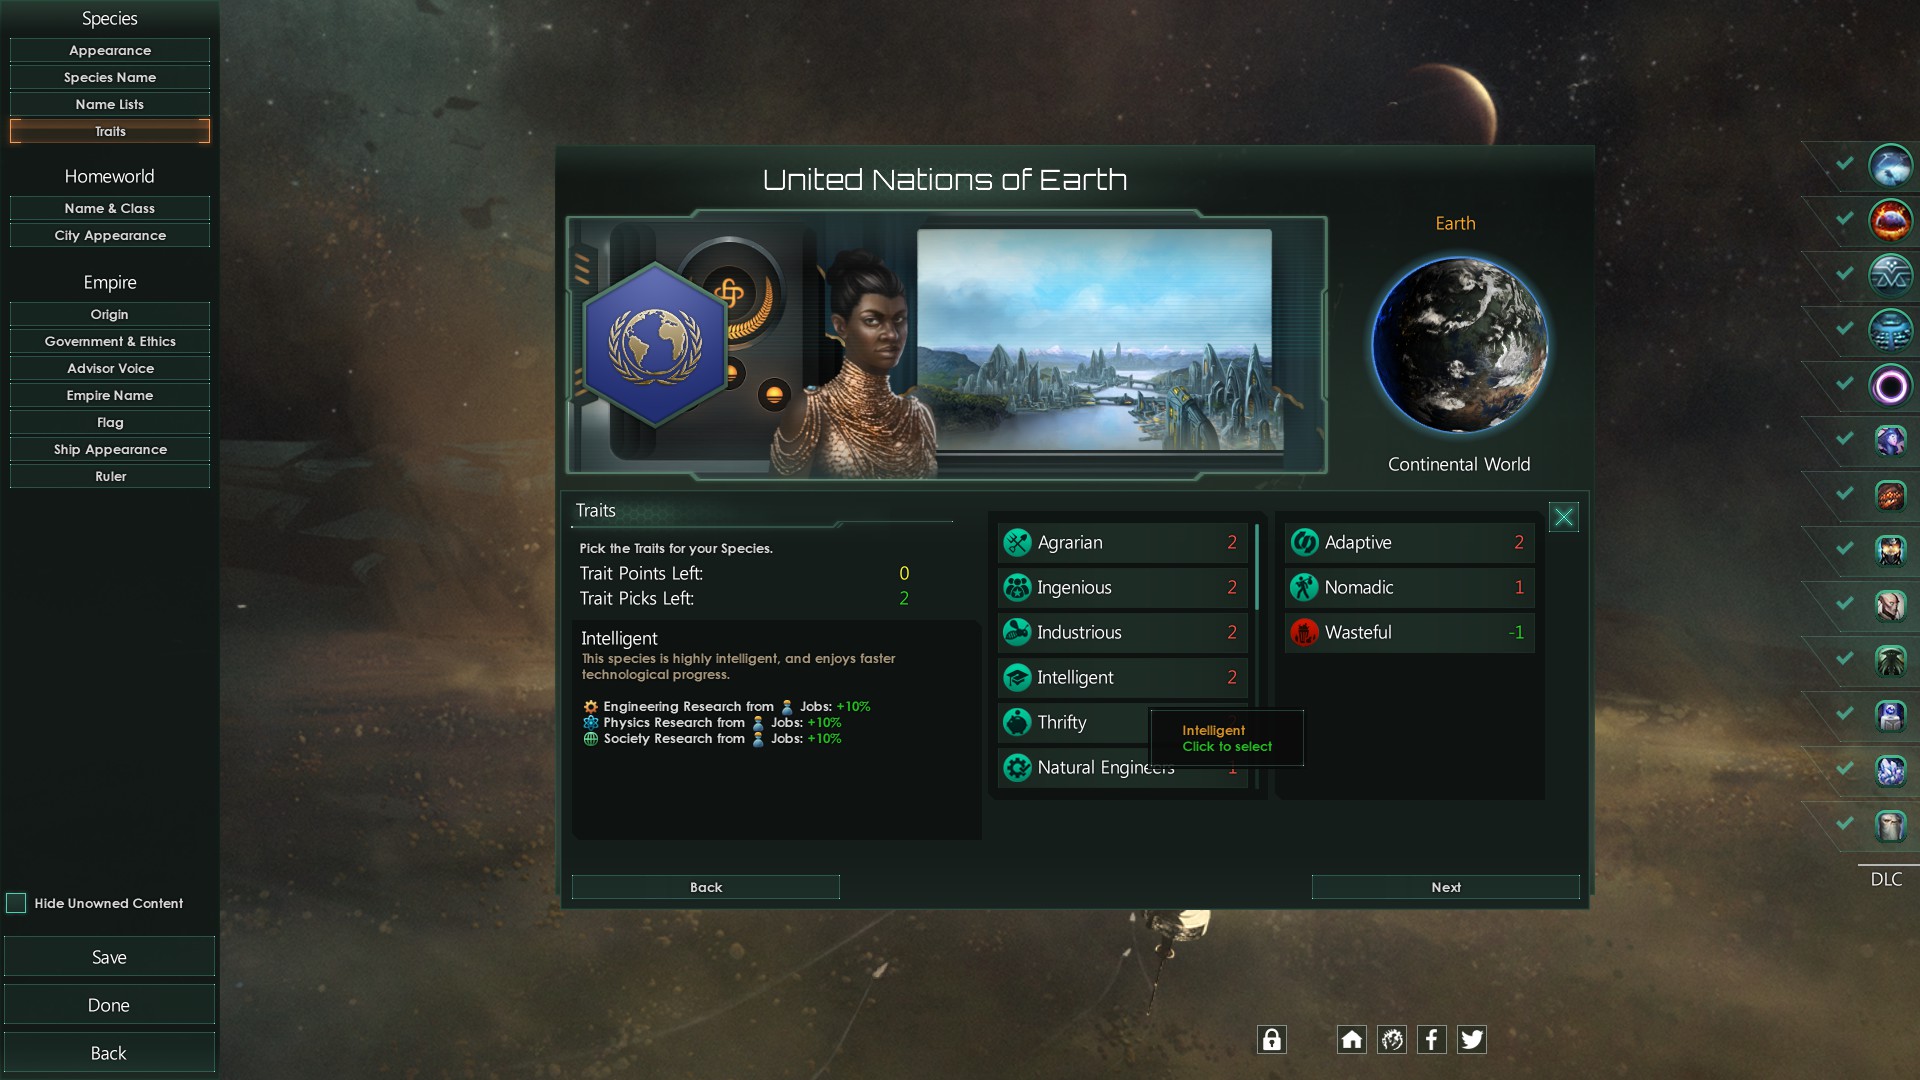 Species
Appearance
Species Name
Name Lists
Traits
Homeworld
Name & Class
City Appearance
Empire
Origin
Government & Ethics
Advisor Voice
Empire Name
Flag
Ship Appearance
Ruler
Hide Unowned Content
Save
Done
Back
United Nations of Earth
Earth
Continental World
Traits
Pick the Traits for your Species.
Trait Points Left: 0
Trait Picks Left: 2
Intelligent
This species is highly intelligent, and enjoys faster
technological progress.
Engineering Research from Jobs: +10%
Physics Research from Jobs: +10%
Society Research from Jobs: +10%
Agrarian 2
Ingenious 2
Industrious 2
Intelligent 2
Thrifty
Natural Engineers 1
Intelligent
Click to select
Adaptive 2
Nomadic 1
Wasteful -1
Back
Next
DLC